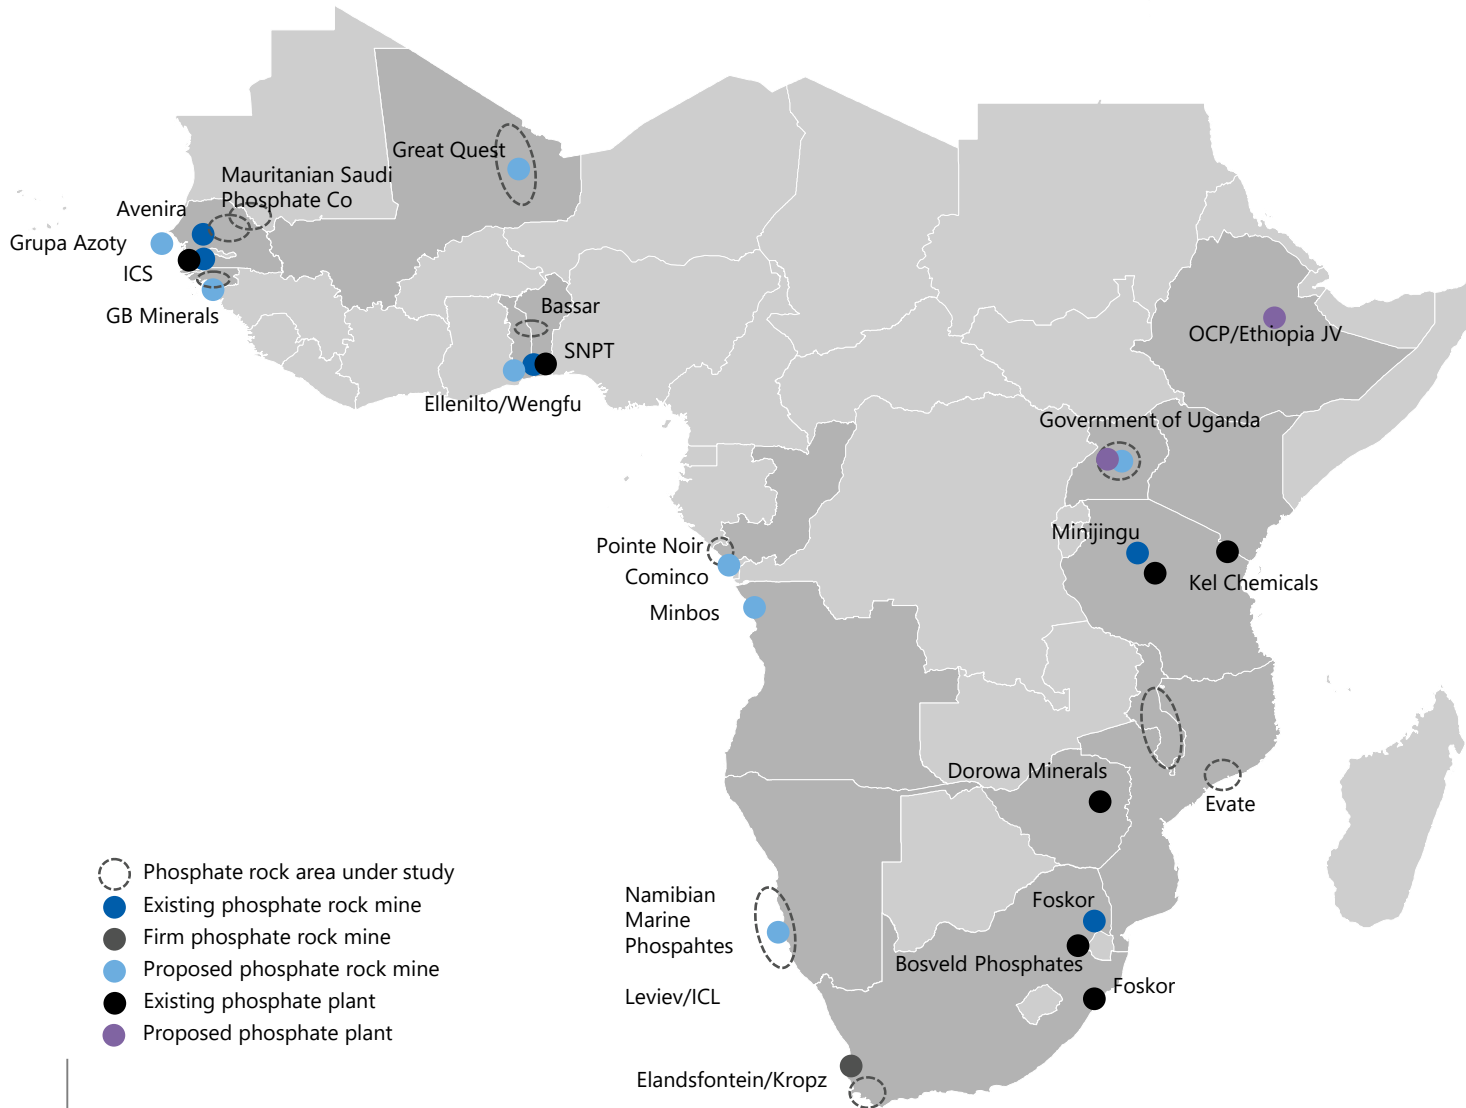 Great Quest
Mauritanian Saudi
Phosphate Co
Avenira
Grupa Azoty
ICS
GB Minerals
Bassar
SNPT
Ellenilto/Wengfu
OCP/Ethiopia JV
Government of Uganda
Pointe Noir
Cominco
Minbos
Minijingu
Kel Chemicals
Dorowa Minerals
Evate
Namibian
Marine
Phospahtes
Foskor
Bosveld Phosphates
Foskor
Leviev/ICL
Elandsfontein/Kropz
Phosphate rock area under study
Existing phosphate rock mine
Firm phosphate rock mine
Proposed phosphate rock mine
Existing phosphate plant
Proposed phosphate plant